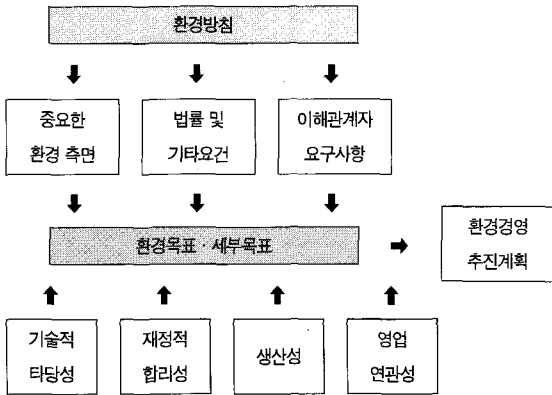 환경방침
중요한
환경 측면
법률 및
기타요건
이해관계자
요구사항
환경목표·세부목표
환경경영
추진계획
기술적
타당성
재정적
합리성
생산성
영업
연관성